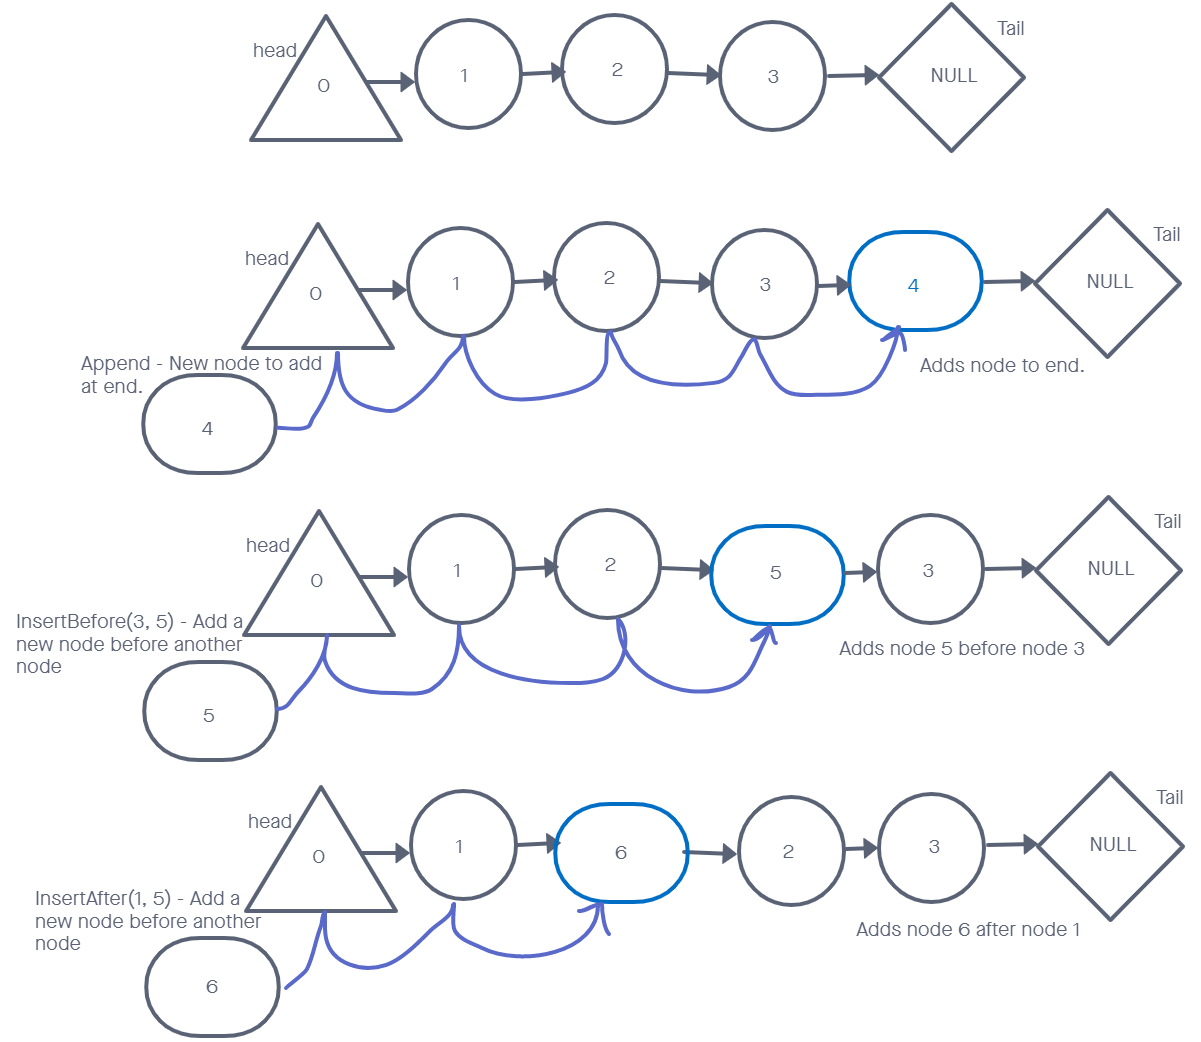 head
0
1
2
3
NULL
Tail
head
0
1
2
3
4
NULL
Tail
Append - New node to add
at end.
4
Adds node to end.
head
0
1
2
5
3
NULL
Tail
InsertBefore(3, 5) - Add a
new node before another
node
5
Adds node 5 before node 3
head
0
1
6
2
3
NULL
Tail
InsertAfter(1, 5) - Add a
new node before another
node
6
Adds node 6 after node 1